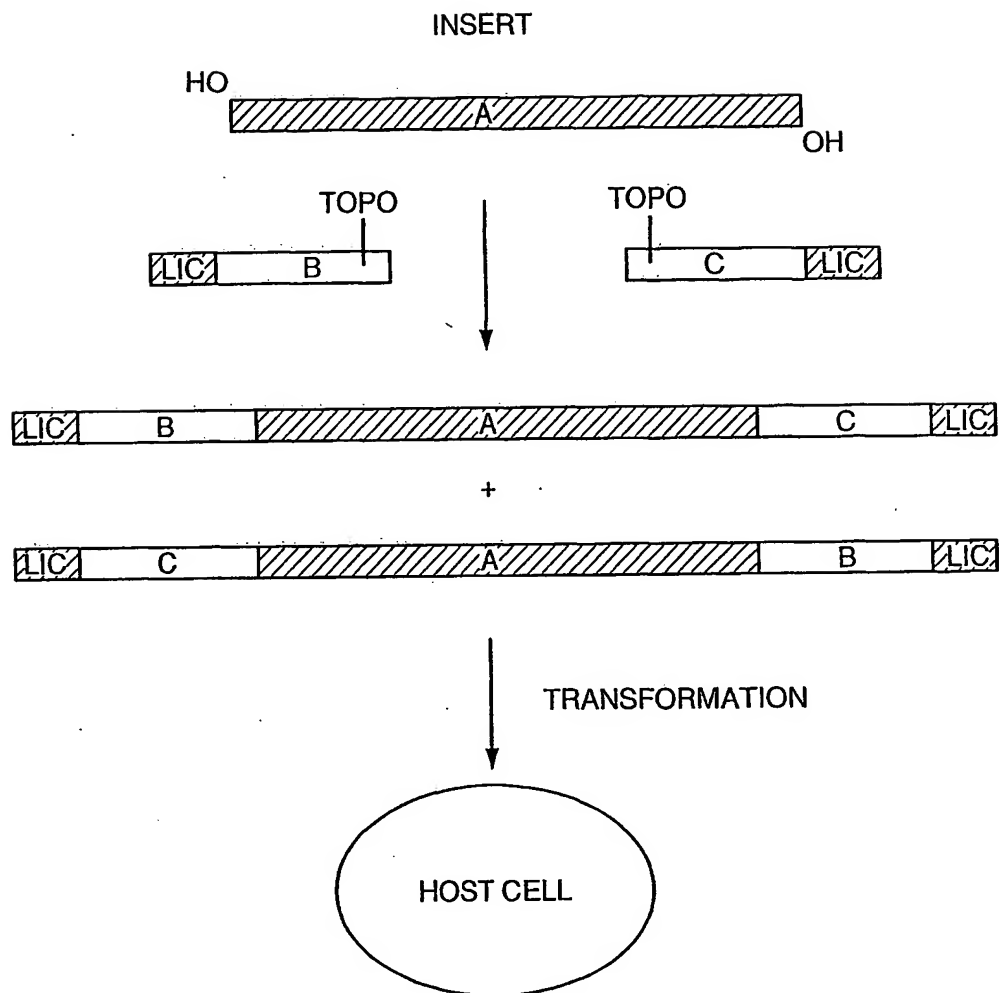 INSERT
HO
A
OH
TOPO
TOPO
LIC B
C LIC
LIC B A C LIC
+
LIC C A B LIC
TRANSFORMATION
HOST CELL